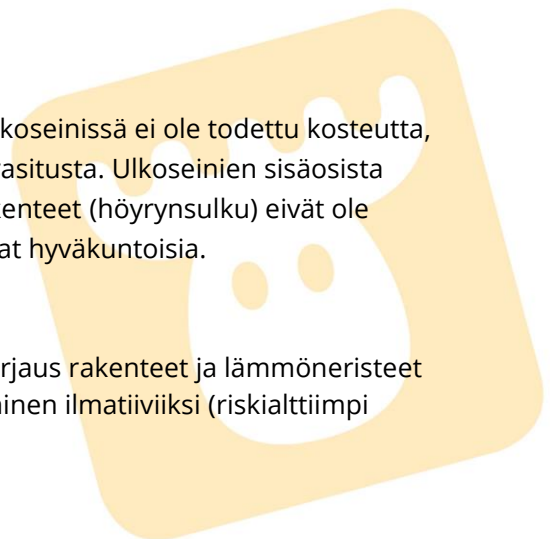 koseinissä ei ole todettu kosteutta,
asitusta. Ulkoseinien sisäosista
kenteet (höyrynsulku) eivät ole
at hyväkuntoisia.
rjaus rakenteet ja lämmöneristeet
inen ilmatiiviiksi (riskialttiimpi